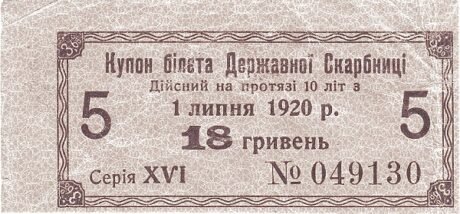 Купон білета Державної Скарбниці
Дійсний на протязі 10 літ з
1 липня 1920 р.
5 5
18 гривень
Серія XVI № 049130